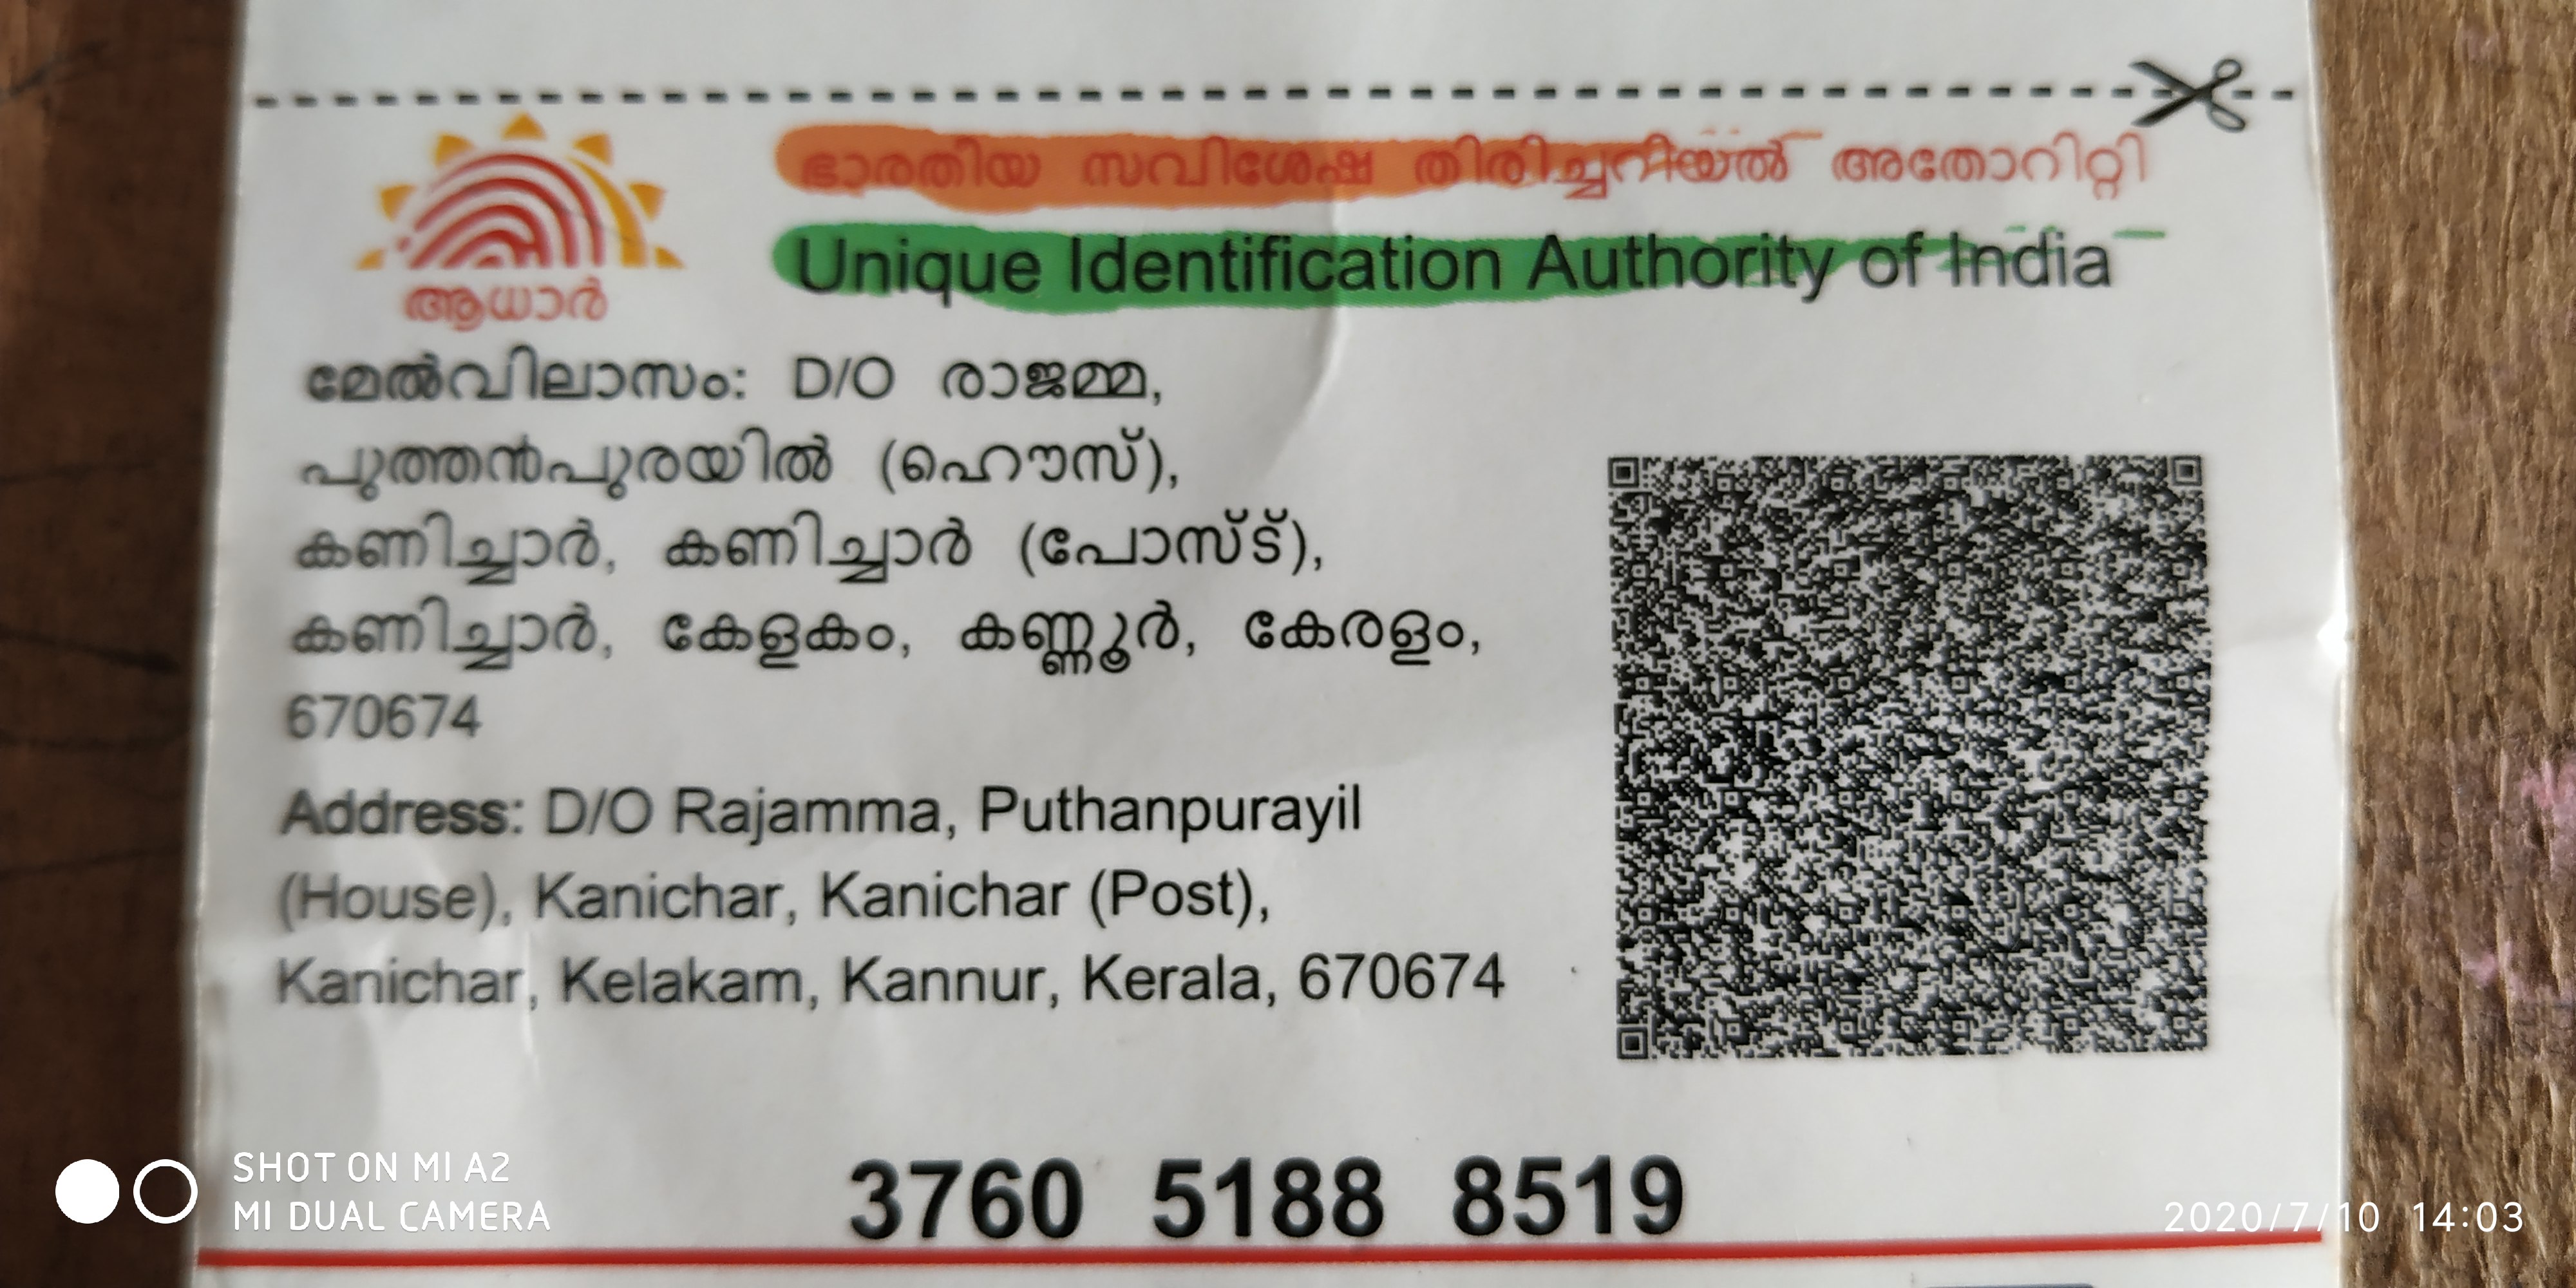 ഭാരതീയ സവിശേഷ തിരിച്ചറിയൽ അതോറിറ്റി
Unique Identification Authority of India
ആധാർ
മേൽവിലാസം: D/O രാജമ്മ,
പുത്തൻപുരയിൽ (ഹൌസ്),
കണിച്ചാർ, കണിച്ചാർ (പോസ്ട്),
കണിച്ചാർ, കേളകം, കണ്ണൂർ, കേരളം,
670674
Address: D/O Rajamma, Puthanpurayil
(House), Kanichar, Kanichar (Post),
Kanichar, Kelakam, Kannur, Kerala, 670674
3760 5188 8519
SHOT ON MI A2
MI DUAL CAMERA
2020/7/10 14:03